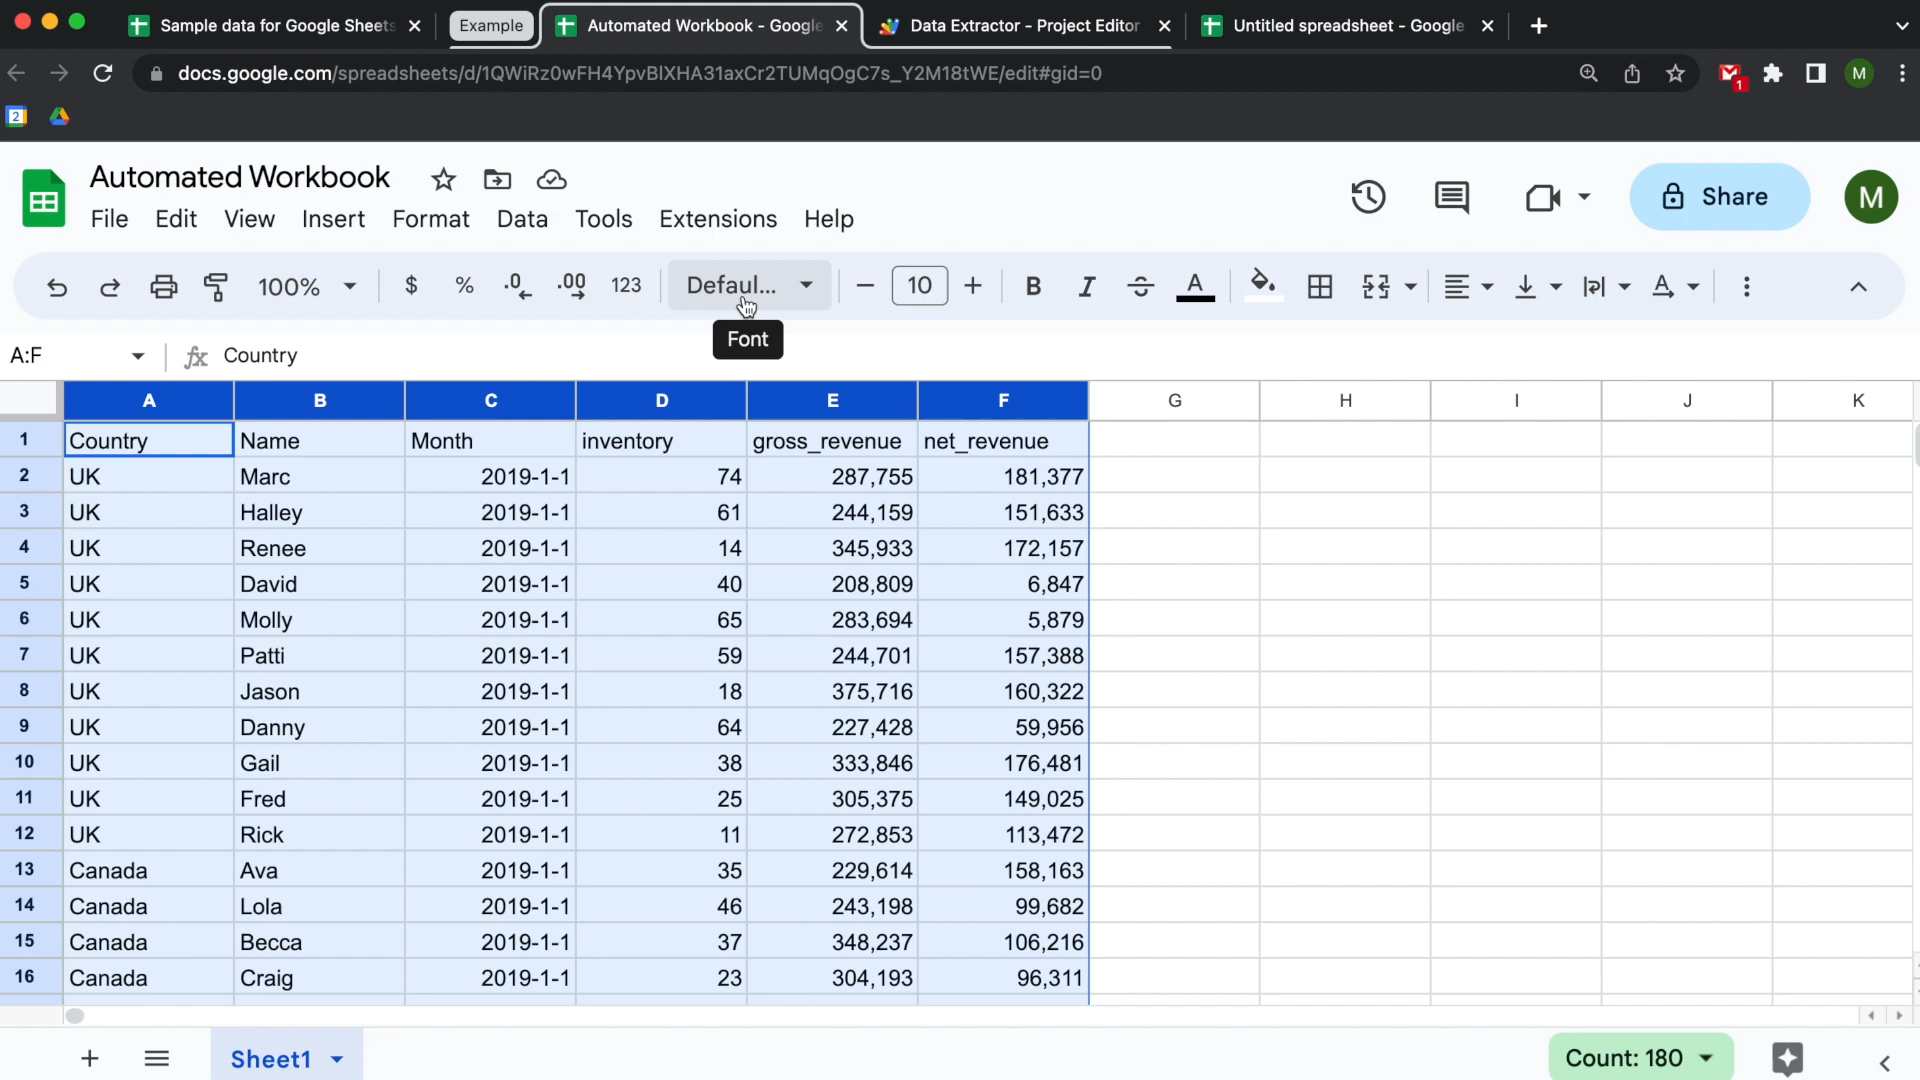 Sample data for Google Sheets
Example
Automated Workbook - Google
Data Extractor - Project Editor
Untitled spreadsheet - Google
docs.google.com/spreadsheets/d/1QWiRz0wFH4YpvBlXHA31axCr2TUMqOgC7s_Y2M18tWE/edit#gid=0
1
M
2
Automated Workbook
File Edit View Insert Format Data Tools Extensions Help
Share
M
100% $ % .0 .00 123 Defaul... 10 B I S A A
Font
A:F fx Country
A B C D E F G H I J K
1 Country Name Month inventory gross_revenue net_revenue
2 UK Marc 2019-1-1 74 287,755 181,377
3 UK Halley 2019-1-1 61 244,159 151,633
4 UK Renee 2019-1-1 14 345,933 172,157
5 UK David 2019-1-1 40 208,809 6,847
6 UK Molly 2019-1-1 65 283,694 5,879
7 UK Patti 2019-1-1 59 244,701 157,388
8 UK Jason 2019-1-1 18 375,716 160,322
9 UK Danny 2019-1-1 64 227,428 59,956
10 UK Gail 2019-1-1 38 333,846 176,481
11 UK Fred 2019-1-1 25 305,375 149,025
12 UK Rick 2019-1-1 11 272,853 113,472
13 Canada Ava 2019-1-1 35 229,614 158,163
14 Canada Lola 2019-1-1 46 243,198 99,682
15 Canada Becca 2019-1-1 37 348,237 106,216
16 Canada Craig 2019-1-1 23 304,193 96,311
Sheet1
Count: 180